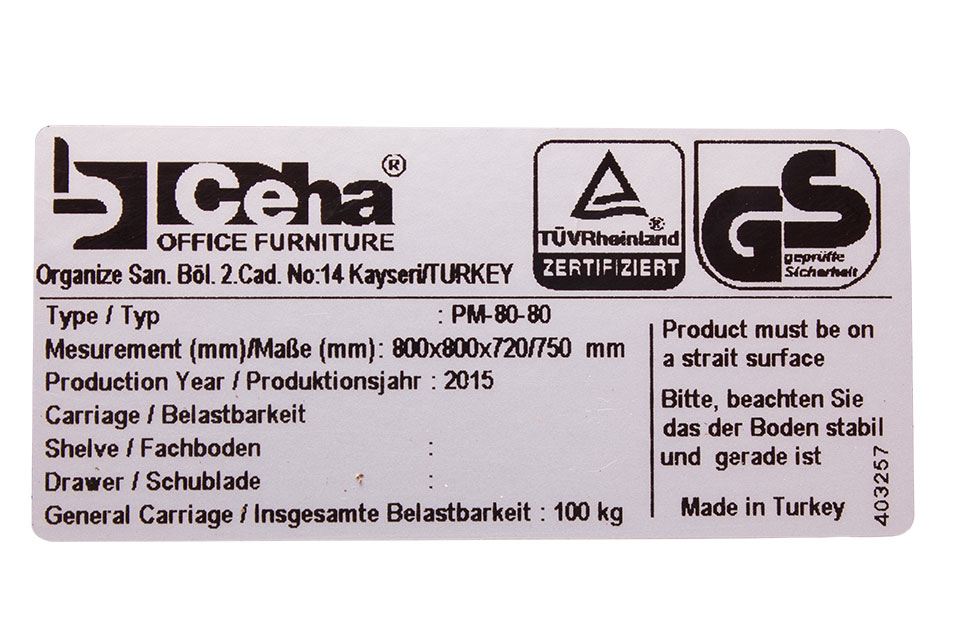 Ceha®
OFFICE FURNITURE
Organize San. Böl. 2.Cad. No:14 Kayseri/TURKEY
TÜVRheinland®
ZERTIFIZIERT
GS
geprüfte
Sicherheit
Type / Typ : PM-80-80
Mesurement (mm)/Maße (mm): 800x800x720/750 mm
Production Year / Produktionsjahr : 2015
Carriage / Belastbarkeit
Shelve / Fachboden :
Drawer / Schublade :
General Carriage / Insgesamte Belastbarkeit : 100 kg
Product must be on
a strait surface
Bitte, beachten Sie
das der Boden stabil
und gerade ist
Made in Turkey
403257